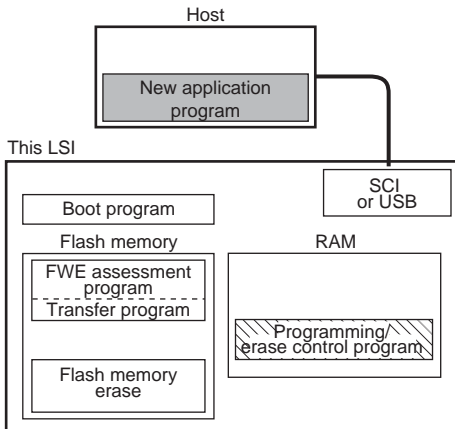 Host
New application
program
This LSI
SCI
or USB
Boot program
Flash memory
RAM
FWE assessment
program
Transfer program
Programming/
erase control program
Flash memory
erase